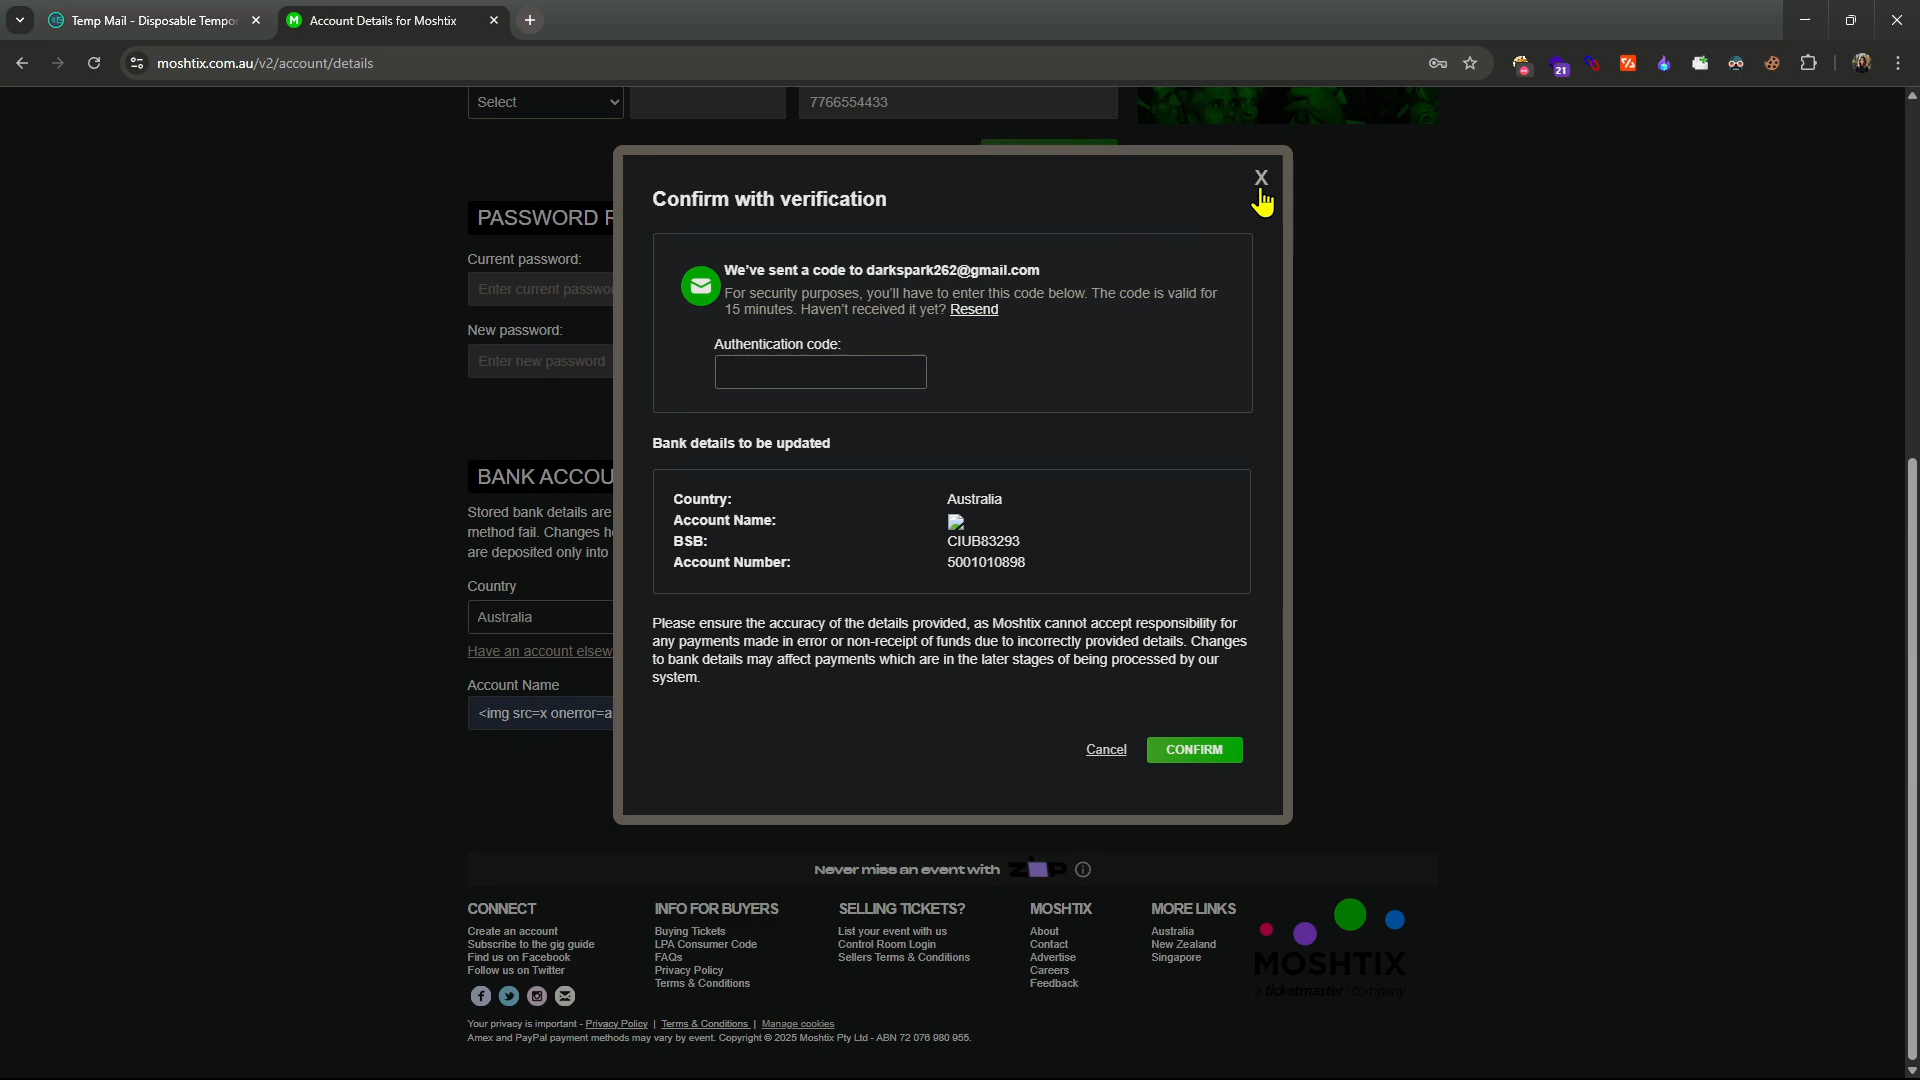 Temp Mail - Disposable Tempor
Account Details for Moshtix
moshtix.com.au/v2/account/details
21
Select
7766554433
X
Confirm with verification
We've sent a code to darkspark262@gmail.com
For security purposes, you'll have to enter this code below. The code is valid for
15 minutes. Haven't received it yet? Resend
Authentication code:
Bank details to be updated
Country: Australia
Account Name:
BSB: CIUB83293
Account Number: 5001010898
Please ensure the accuracy of the details provided, as Moshtix cannot accept responsibility for
any payments made in error or non-receipt of funds due to incorrectly provided details. Changes
to bank details may affect payments which are in the later stages of being processed by our
system.
Cancel CONFIRM
PASSWORD R
Current password:
Enter current passwo
New password:
Enter new password
BANK ACCOU
Stored bank details are
method fail. Changes h
are deposited only into
Country
Australia
Have an account elsew
Account Name
<img src=x onerror=a
Never miss an event with ZIP
CONNECT
Create an account
Subscribe to the gig guide
Find us on Facebook
Follow us on Twitter
INFO FOR BUYERS
Buying Tickets
LPA Consumer Code
FAQs
Privacy Policy
Terms & Conditions
SELLING TICKETS?
List your event with us
Control Room Login
Sellers Terms & Conditions
MOSHTIX
About
Contact
Advertise
Careers
Feedback
MORE LINKS
Australia
New Zealand
Singapore
MOSHTIX
a ticketmaster company
Your privacy is important - Privacy Policy | Terms & Conditions | Manage cookies
Amex and PayPal payment methods may vary by event. Copyright © 2025 Moshtix Pty Ltd - ABN 72 076 980 955.